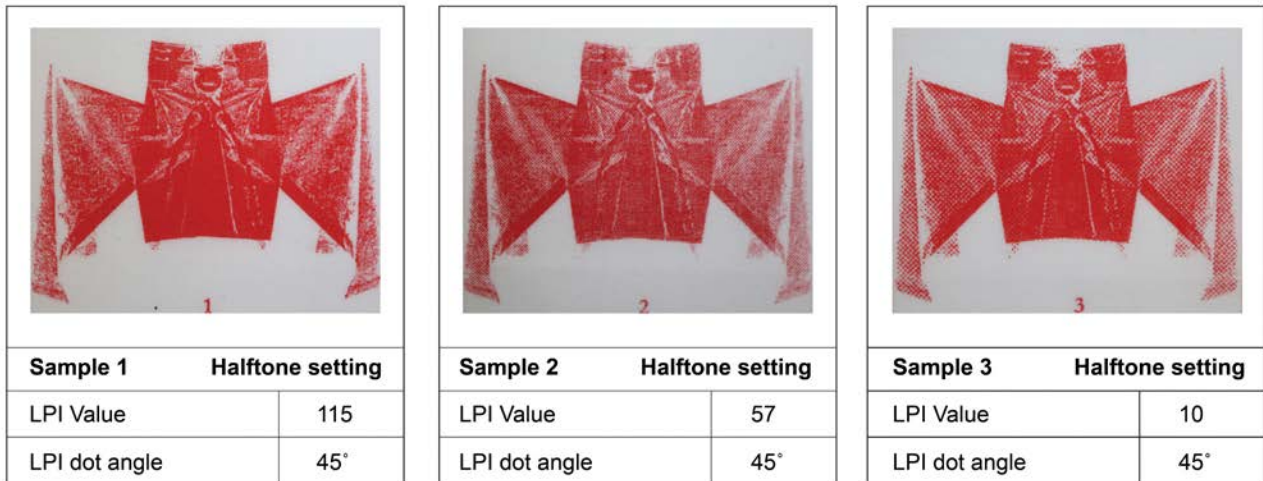 1
Sample 1 Halftone setting
LPI Value 115
LPI dot angle 45°
2
Sample 2 Halftone setting
LPI Value 57
LPI dot angle 45°
3
Sample 3 Halftone setting
LPI Value 10
LPI dot angle 45°